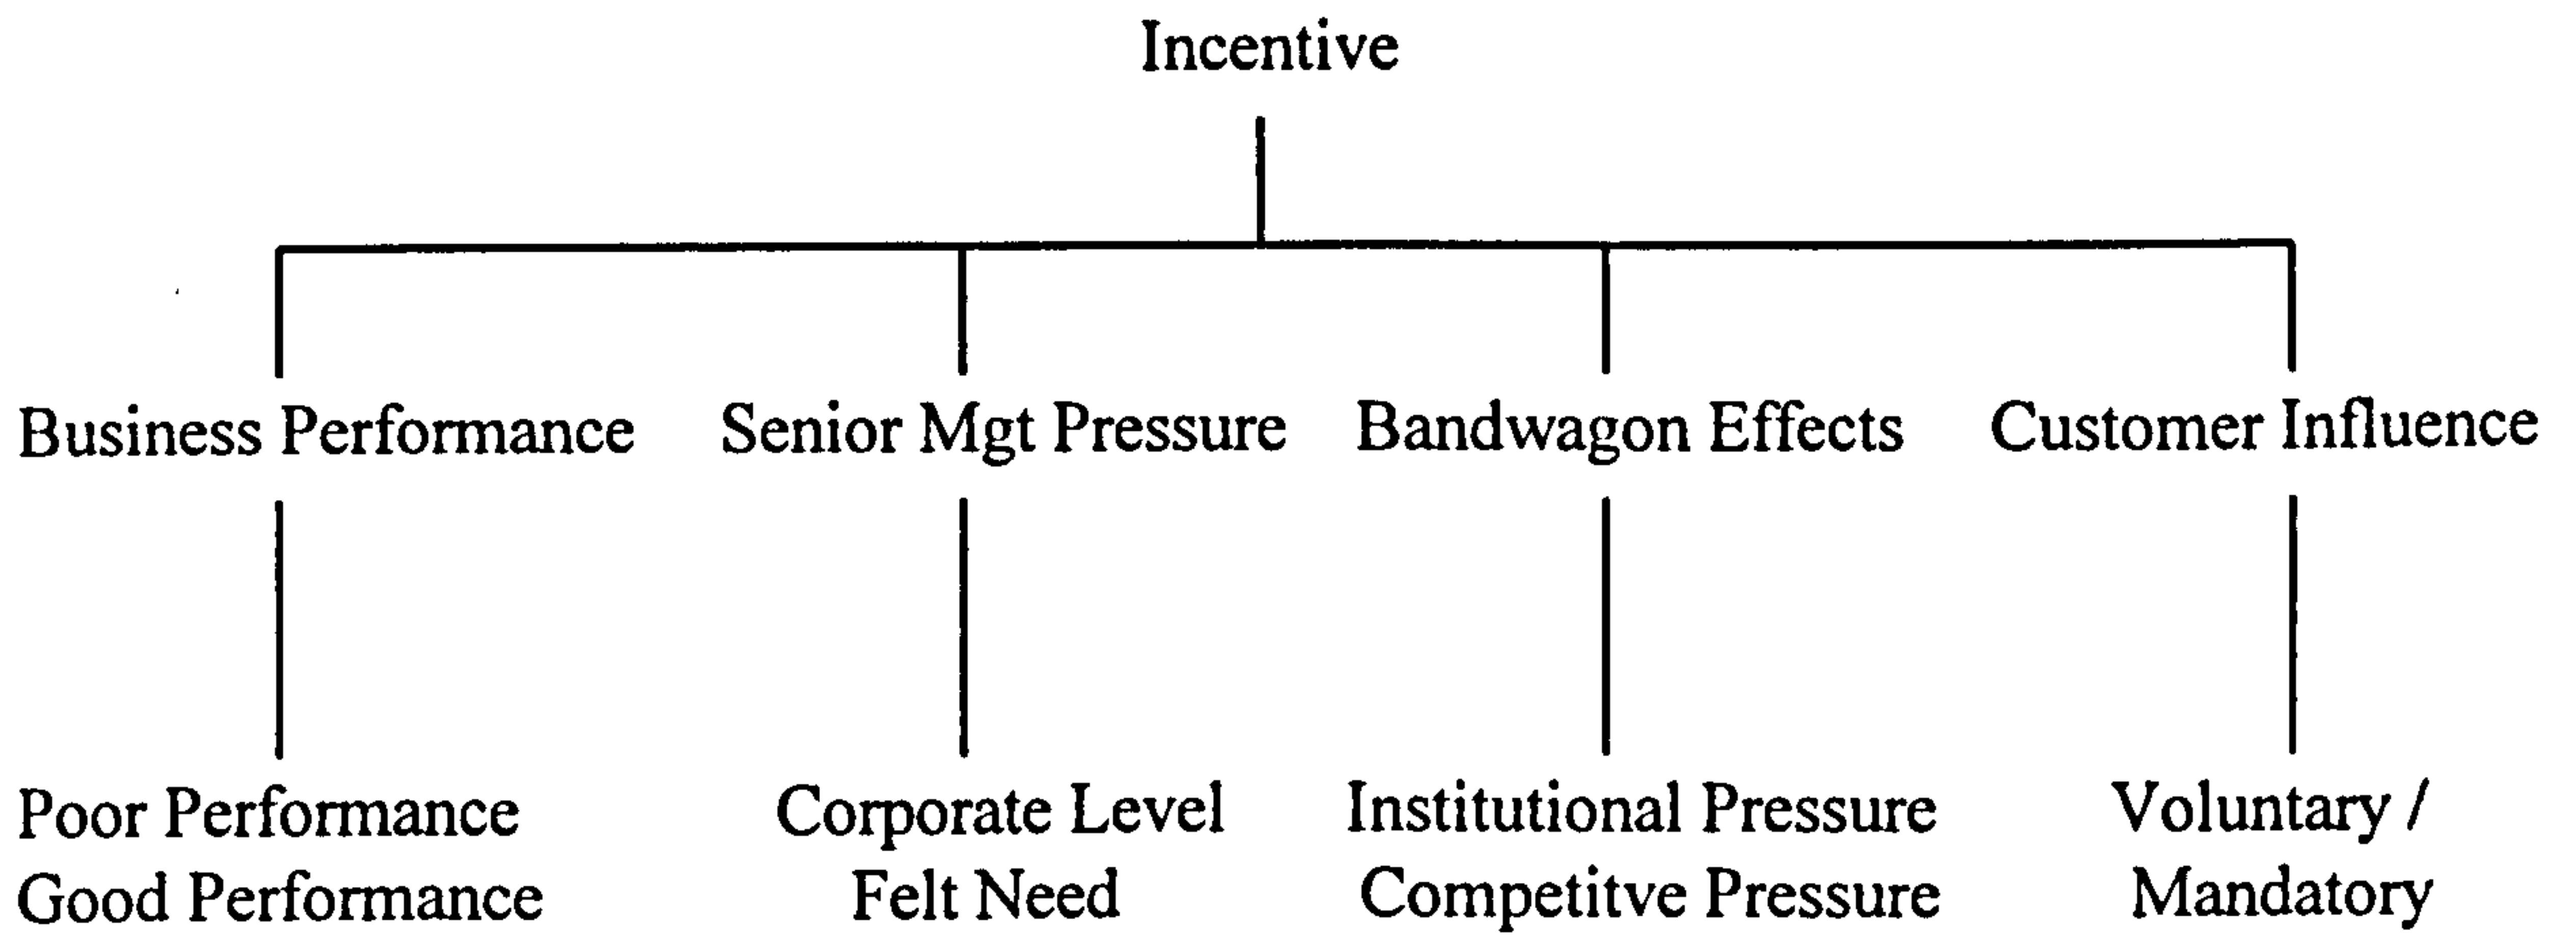 Incentive
Business Performance
Senior Mgt Pressure
Bandwagon Effects
Customer Influence
Poor Performance
Good Performance
Corporate Level
Felt Need
Institutional Pressure
Competitve Pressure
Voluntary /
Mandatory